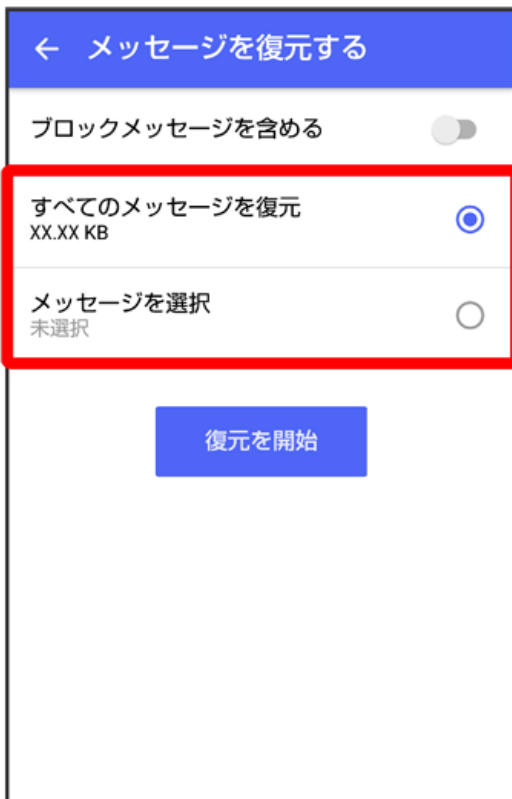 メッセージを復元する
ブロックメッセージを含める
すべてのメッセージを復元
XX.XX KB
メッセージを選択
未選択
復元を開始